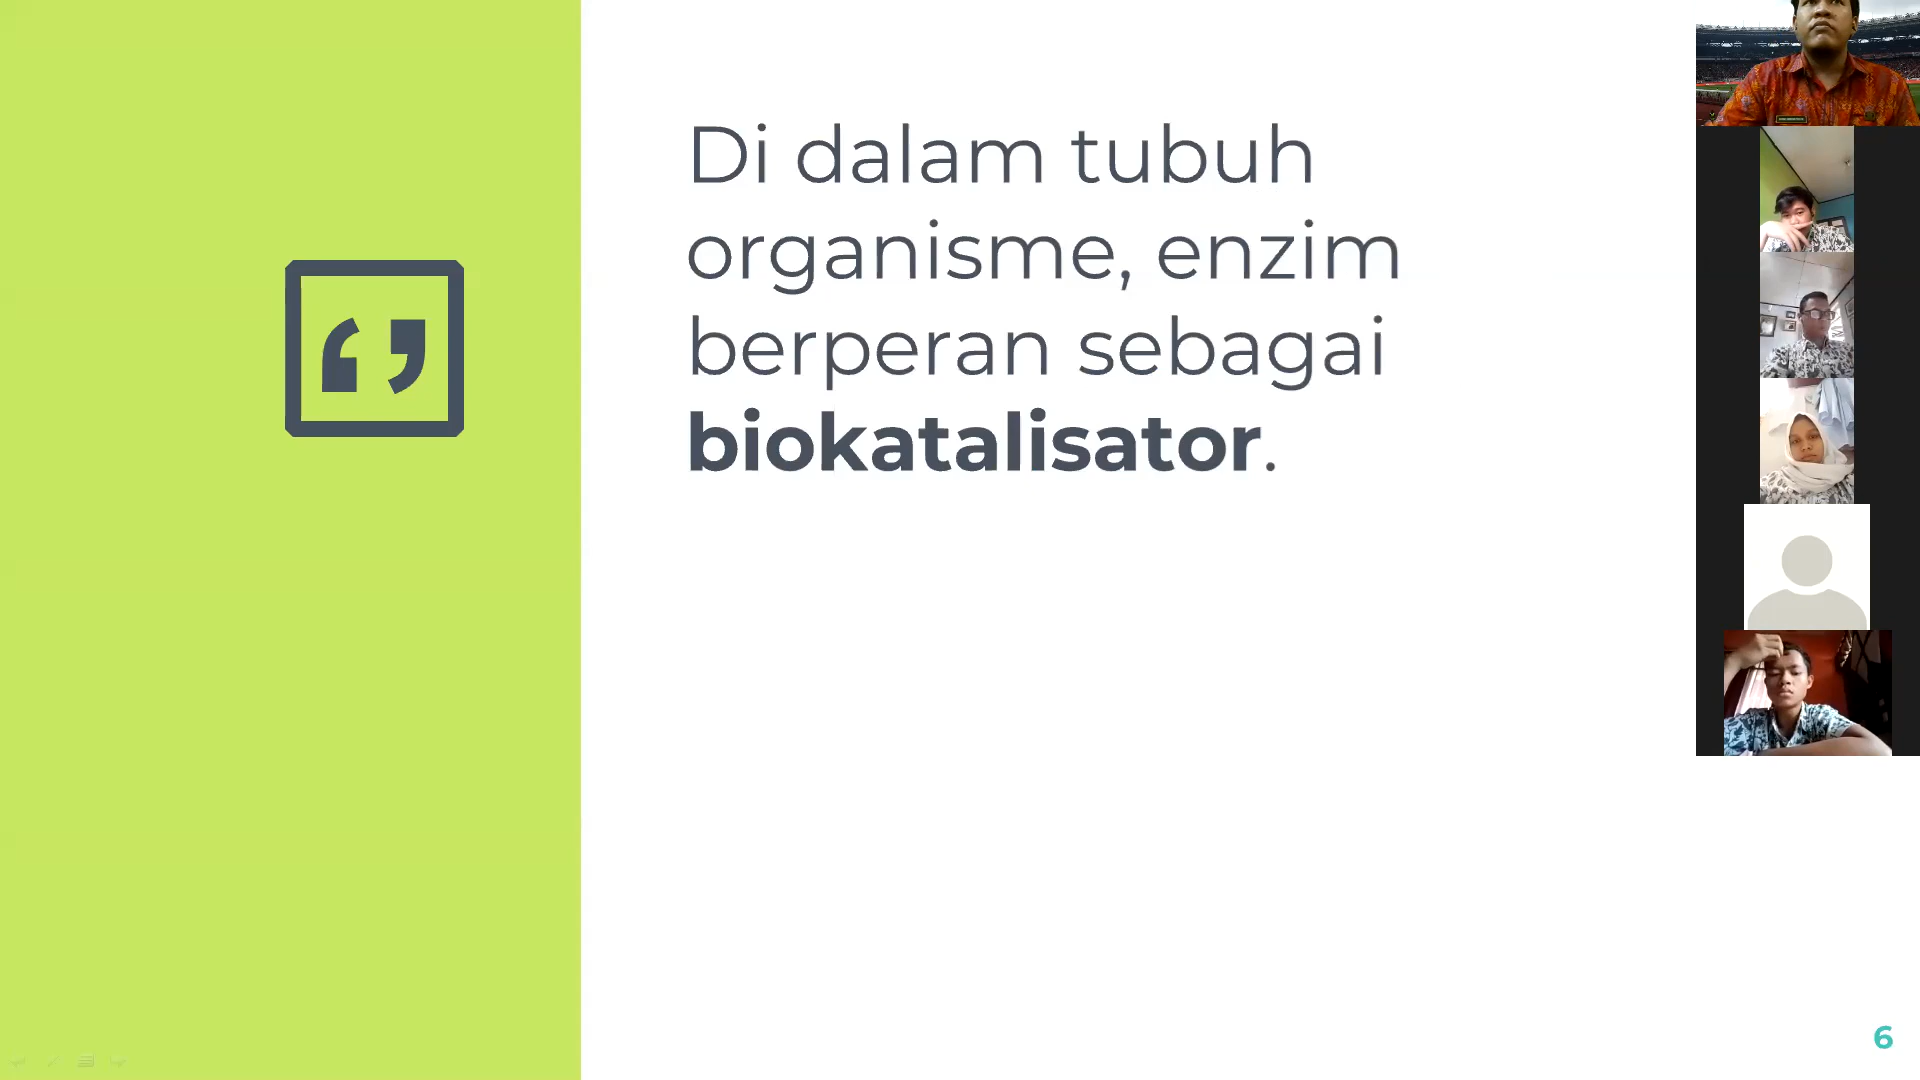 Di dalam tubuh
organisme, enzim
berperan sebagai
biokatalisator.
6